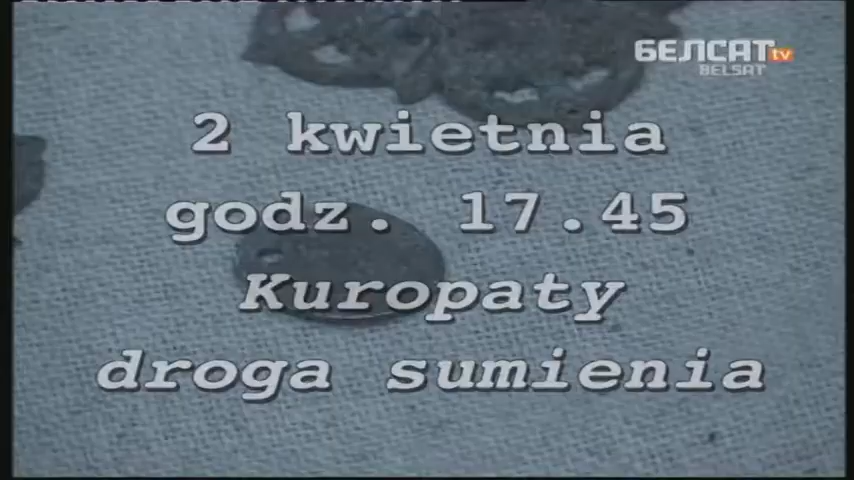 БЕЛСАТ tv
BELSAT
2 kwietnia
godz. 17.45
Kuropaty
droga sumienia